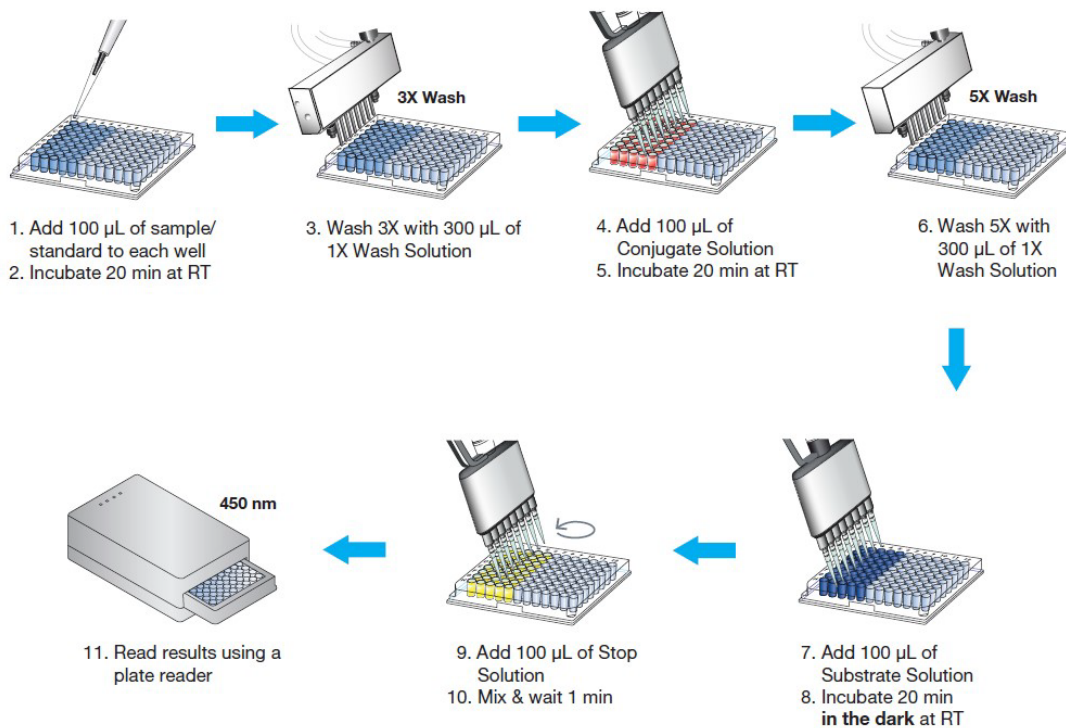 3X Wash
5X Wash
1. Add 100 µL of sample/
standard to each well
2. Incubate 20 min at RT
3. Wash 3X with 300 µL of
1X Wash Solution
4. Add 100 µL of
Conjugate Solution
5. Incubate 20 min at RT
6. Wash 5X with
300 µL of 1X
Wash Solution
450 nm
11. Read results using a
plate reader
9. Add 100 µL of Stop
Solution
10. Mix & wait 1 min
7. Add 100 µL of
Substrate Solution
8. Incubate 20 min
in the dark at RT